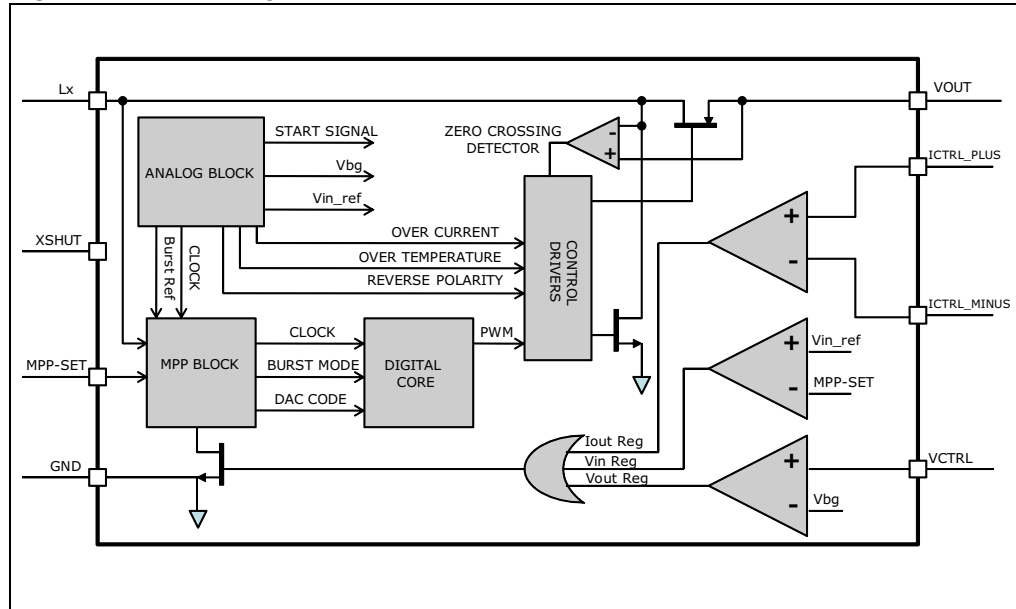 Lx
VOUT
START SIGNAL
ZERO CROSSING
DETECTOR
-
+
ANALOG BLOCK
Vbg
Vin_ref
ICTRL_PLUS
+
-
XSHUT
OVER CURRENT
OVER TEMPERATURE
REVERSE POLARITY
CONTROL
DRIVERS
Burst Ref
CLOCK
ICTRL_MINUS
CLOCK
PWM
MPP BLOCK
BURST MODE
DIGITAL
CORE
DAC CODE
MPP-SET
+
Vin_ref
-
MPP-SET
GND
Iout Reg
Vin Reg
Vout Reg
+
-
VCTRL
Vbg